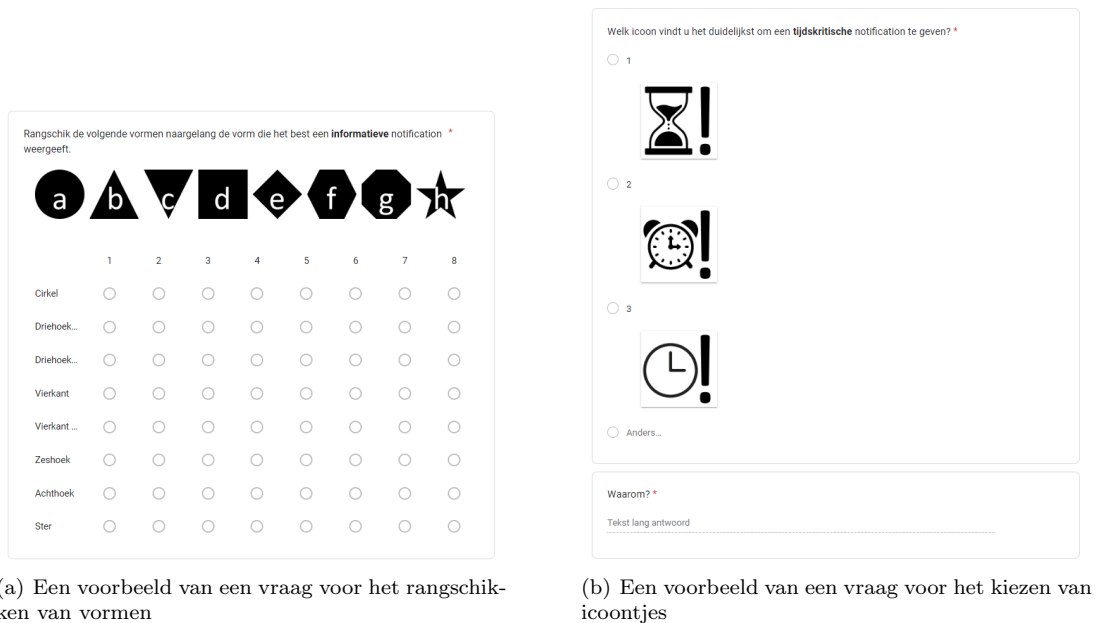 Rangschik de volgende vormen naargelang de vorm die het best een informatieve notification *
weergeeft.
a b c d e f g h
1 2 3 4 5 6 7 8
Cirkel
Driehoek...
Driehoek...
Vierkant
Vierkant ...
Zeshoek
Achthoek
Ster
(a) Een voorbeeld van een vraag voor het rangschik-
ken van vormen
Welk icoon vindt u het duidelijkst om een tijdskritische notification te geven? *
1
!
2
!
3
!
Anders...
Waarom? *
Tekst lang antwoord
(b) Een voorbeeld van een vraag voor het kiezen van
icoontjes